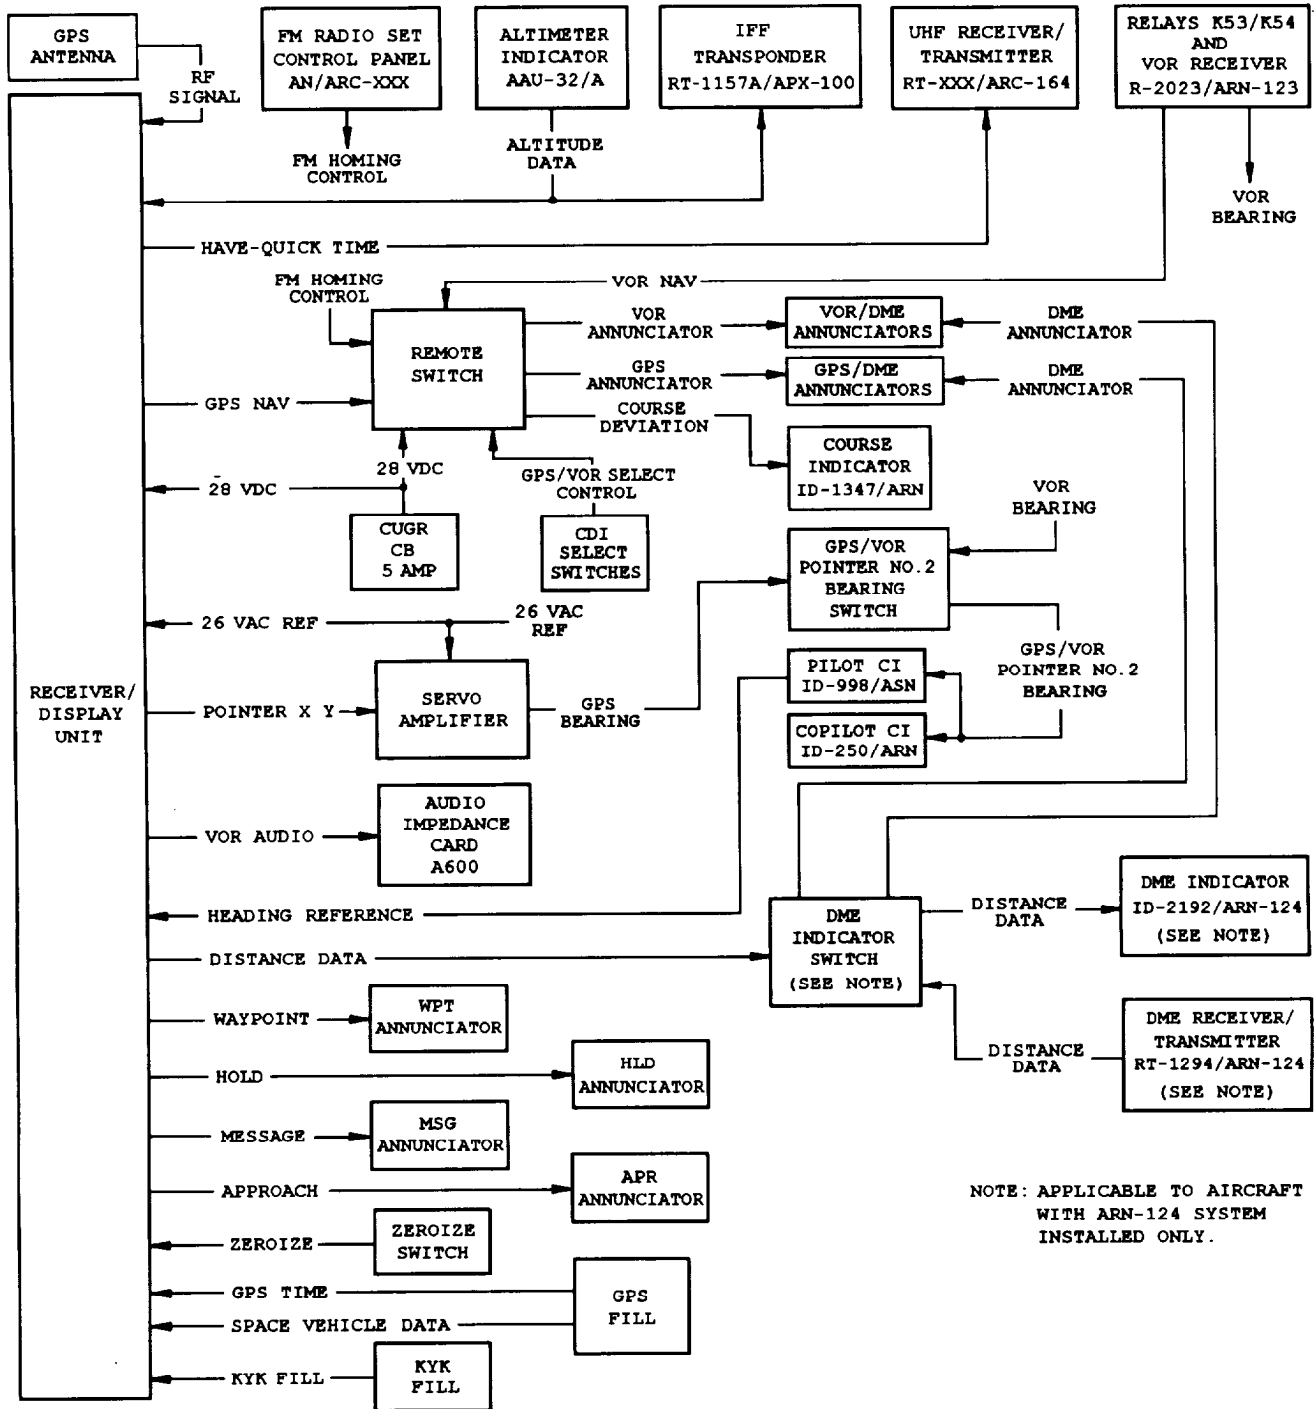 GPS
ANTENNA
RF
SIGNAL
FM RADIO SET
CONTROL PANEL
AN/ARC-XXX
FM HOMING
CONTROL
ALTIMETER
INDICATOR
AAU-32/A
ALTITUDE
DATA
IFF
TRANSPONDER
RT-1157A/APX-100
UHF RECEIVER/
TRANSMITTER
RT-XXX/ARC-164
RELAYS K53/K54
AND
VOR RECEIVER
R-2023/ARN-123
VOR
BEARING
HAVE-QUICK TIME
FM HOMING
CONTROL
VOR NAV
REMOTE
SWITCH
VOR
ANNUNCIATOR
VOR/DME
ANNUNCIATORS
DME
ANNUNCIATOR
GPS
ANNUNCIATOR
GPS/DME
ANNUNCIATORS
DME
ANNUNCIATOR
GPS NAV
COURSE
DEVIATION
COURSE
INDICATOR
ID-1347/ARN
28 VDC
28 VDC
GPS/VOR SELECT
CONTROL
CUGR
CB
5 AMP
CDI
SELECT
SWITCHES
VOR
BEARING
GPS/VOR
POINTER NO.2
BEARING
SWITCH
26 VAC REF
26 VAC
REF
GPS/VOR
POINTER NO.2
BEARING
RECEIVER/
DISPLAY
UNIT
POINTER X Y
SERVO
AMPLIFIER
GPS
BEARING
PILOT CI
ID-998/ASN
COPILOT CI
ID-250/ARN
VOR AUDIO
AUDIO
IMPEDANCE
CARD
A600
HEADING REFERENCE
DISTANCE DATA
DME
INDICATOR
SWITCH
(SEE NOTE)
DISTANCE
DATA
DME INDICATOR
ID-2192/ARN-124
(SEE NOTE)
DISTANCE
DATA
DME RECEIVER/
TRANSMITTER
RT-1294/ARN-124
(SEE NOTE)
WAYPOINT
WPT
ANNUNCIATOR
HOLD
HLD
ANNUNCIATOR
MESSAGE
MSG
ANNUNCIATOR
APPROACH
APR
ANNUNCIATOR
ZEROIZE
ZEROIZE
SWITCH
GPS TIME
SPACE VEHICLE DATA
GPS
FILL
KYK FILL
KYK
FILL
NOTE: APPLICABLE TO AIRCRAFT
WITH ARN-124 SYSTEM
INSTALLED ONLY.